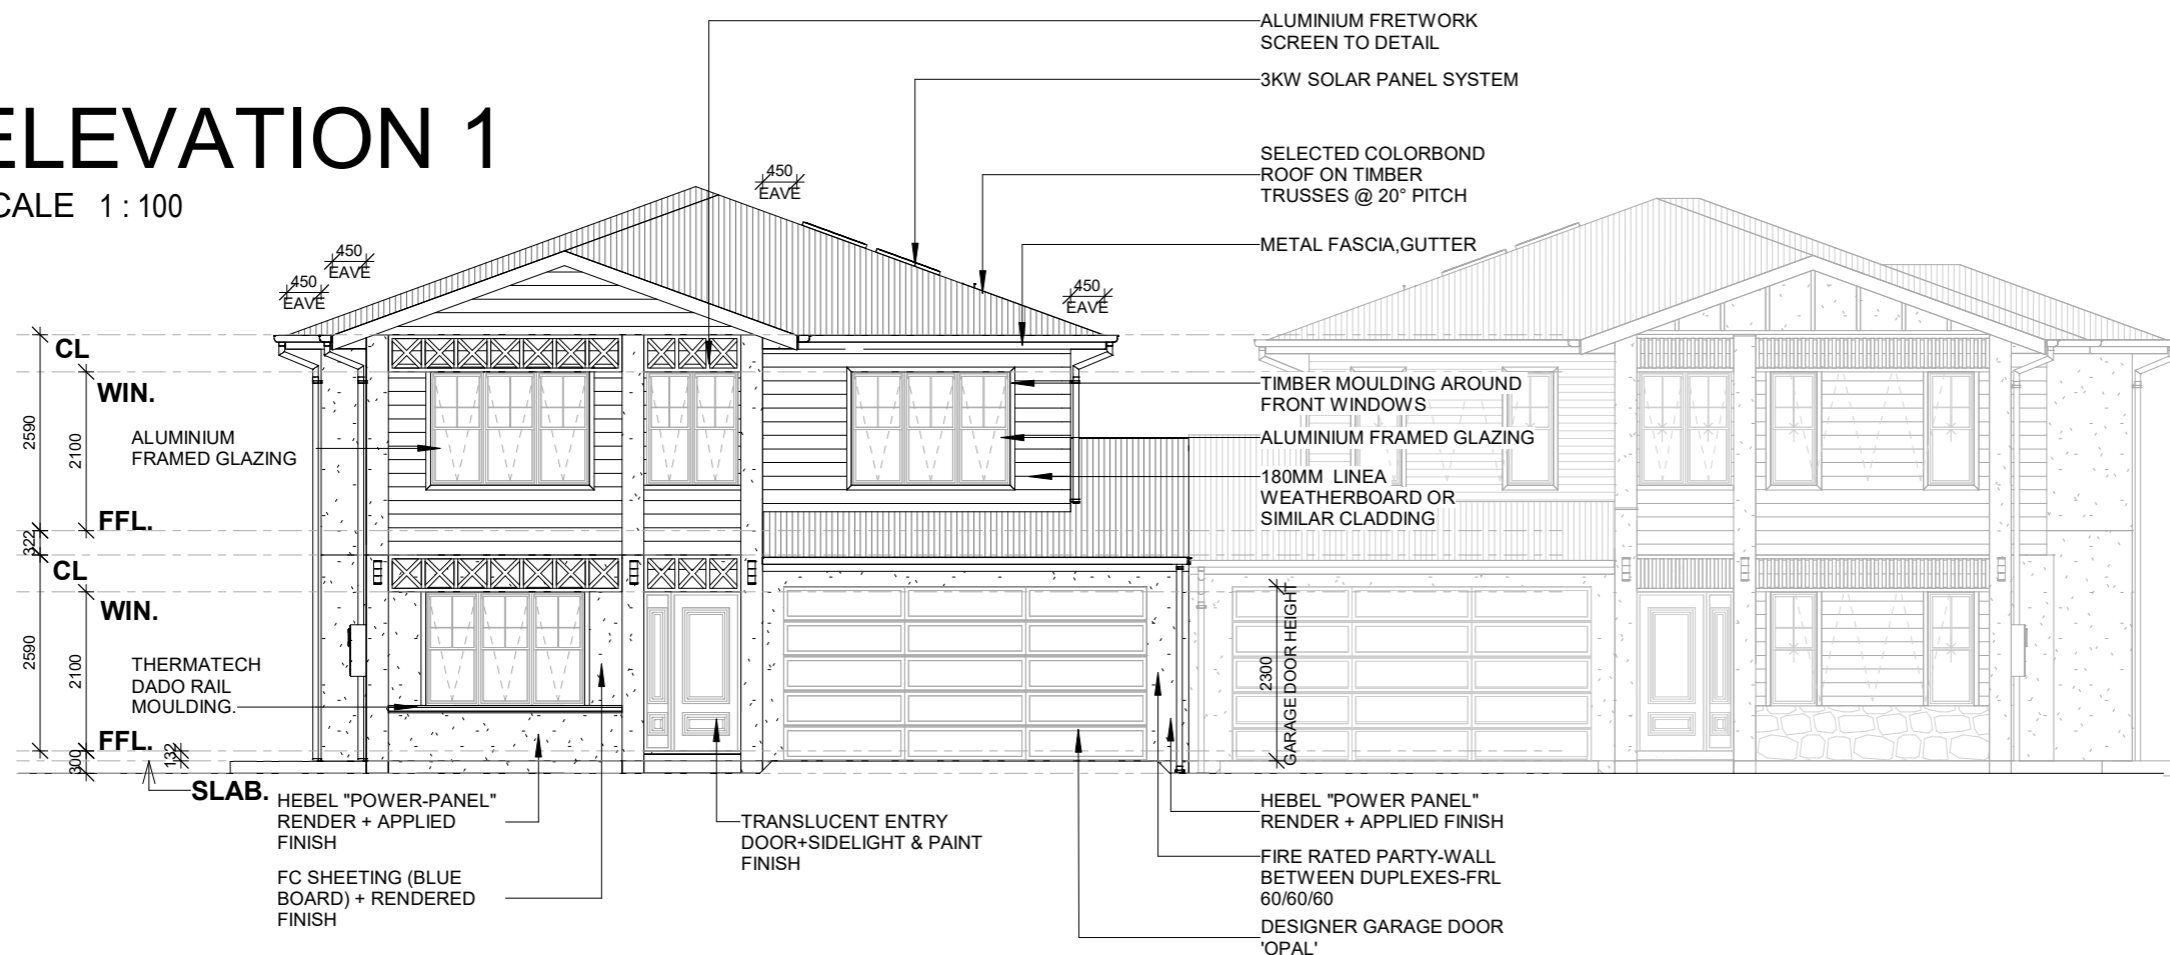 ELEVATION 1
SCALE 1 : 100
ALUMINIUM FRETWORK
SCREEN TO DETAIL
3KW SOLAR PANEL SYSTEM
SELECTED COLORBOND
ROOF ON TIMBER
TRUSSES @ 20° PITCH
METAL FASCIA,GUTTER
450
EAVE
450
EAVE
450
EAVE
450
EAVE
CL
WIN.
2590
2100
ALUMINIUM
FRAMED GLAZING
FFL.
322
CL
WIN.
2590
2100
THERMATECH
DADO RAIL
MOULDING.
FFL.
300
132
SLAB.
TIMBER MOULDING AROUND
FRONT WINDOWS
ALUMINIUM FRAMED GLAZING
180MM LINEA
WEATHERBOARD OR
SIMILAR CLADDING
2300
GARAGE DOOR HEIGHT
HEBEL "POWER-PANEL"
RENDER + APPLIED
FINISH
FC SHEETING (BLUE
BOARD) + RENDERED
FINISH
TRANSLUCENT ENTRY
DOOR+SIDELIGHT & PAINT
FINISH
HEBEL "POWER PANEL"
RENDER + APPLIED FINISH
FIRE RATED PARTY-WALL
BETWEEN DUPLEXES-FRL
60/60/60
DESIGNER GARAGE DOOR
'OPAL'